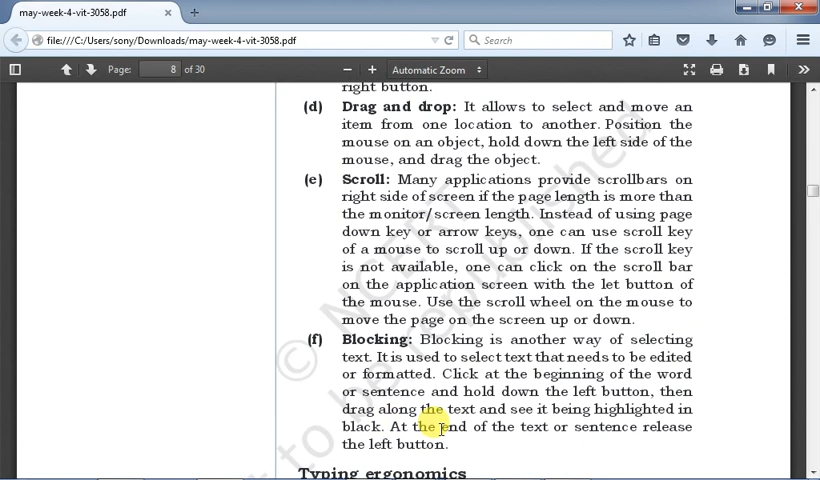 may-week-4-vit-3058.pdf
file:///C:/Users/sony/Downloads/may-week-4-vit-3058.pdf
Search
Page: 8 of 30
Automatic Zoom
right button.
(d) Drag and drop: It allows to select and move an
item from one location to another. Position the
mouse on an object, hold down the left side of the
mouse, and drag the object.
(e) Scroll: Many applications provide scrollbars on
right side of screen if the page length is more than
the monitor/screen length. Instead of using page
down key or arrow keys, one can use scroll key
of a mouse to scroll up or down. If the scroll key
is not available, one can click on the scroll bar
on the application screen with the let button of
the mouse. Use the scroll wheel on the mouse to
move the page on the screen up or down.
(f) Blocking: Blocking is another way of selecting
text. It is used to select text that needs to be edited
or formatted. Click at the beginning of the word
or sentence and hold down the left button, then
drag along the text and see it being highlighted in
black. At the end of the text or sentence release
the left button.
Typing ergonomics
© NCERT
t to be republished